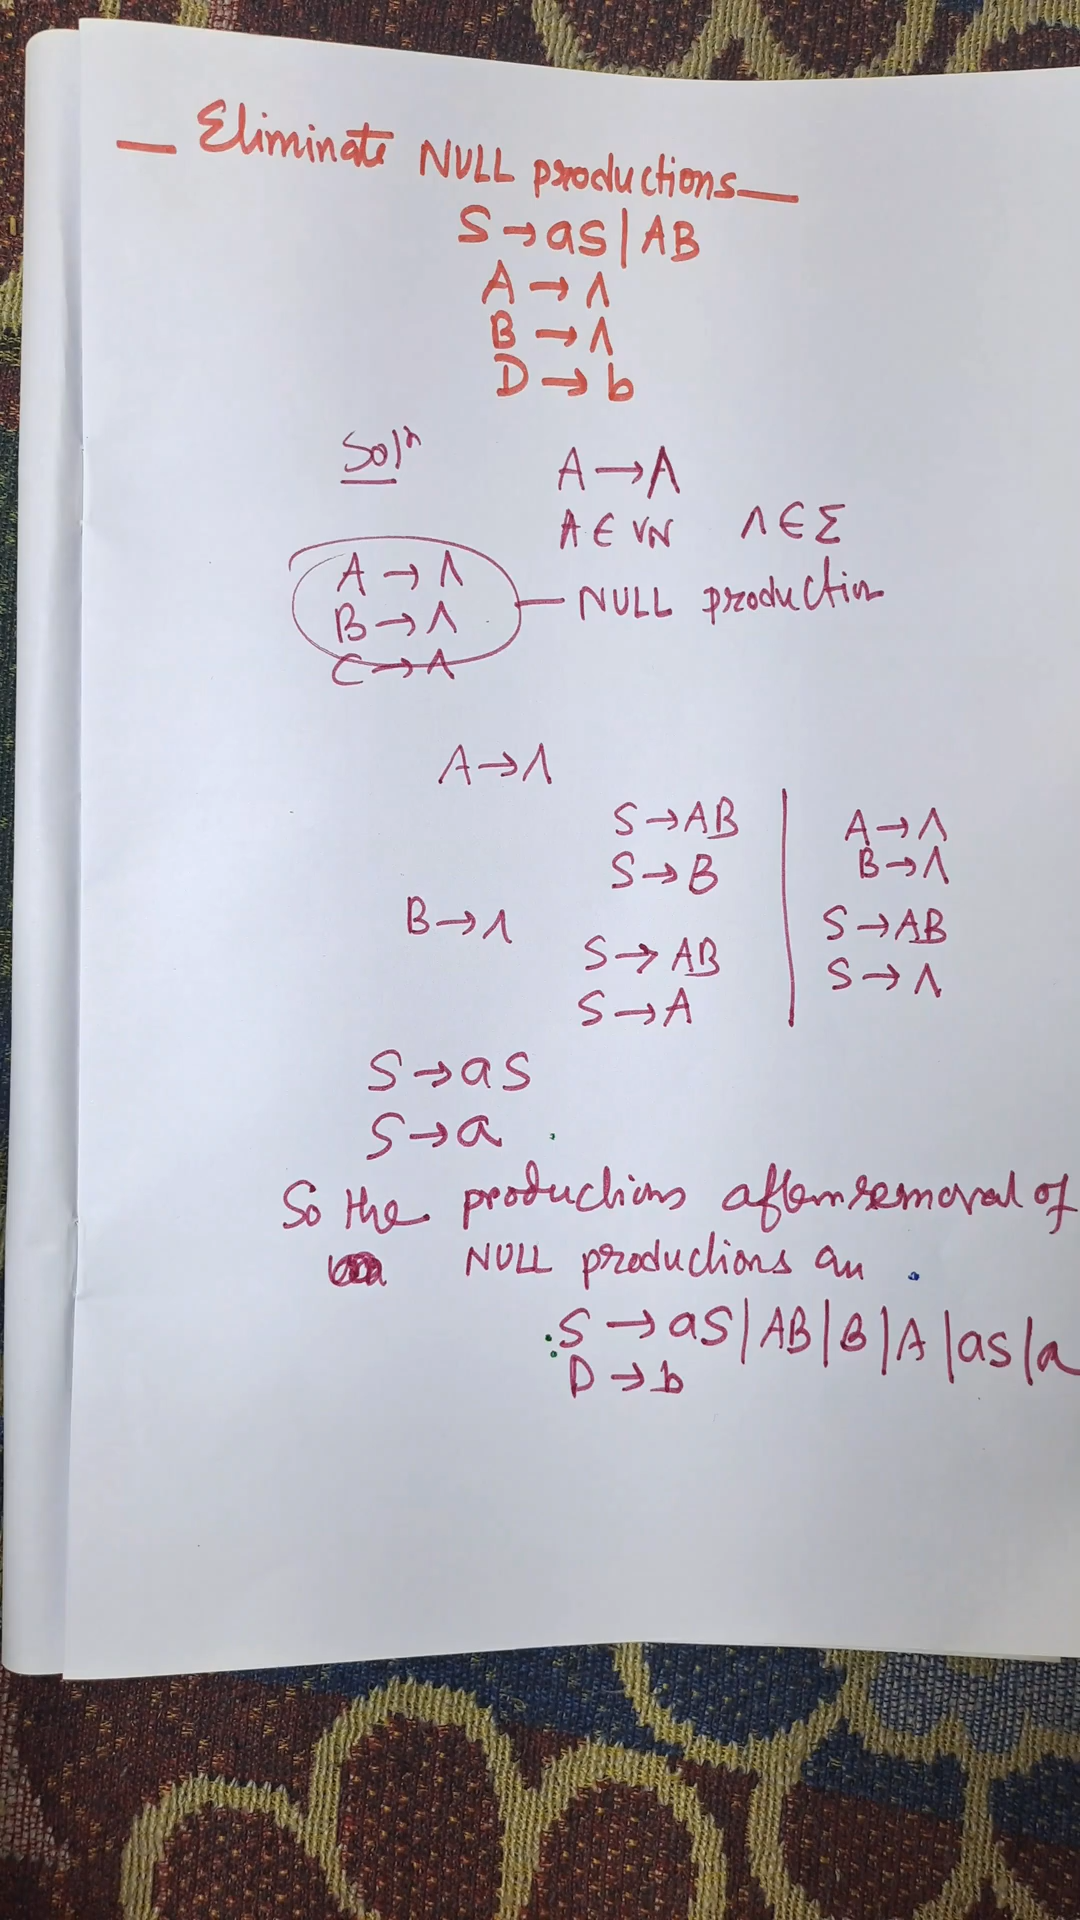 Eliminate NULL productions
S → aS | AB
A → Λ
B → Λ
D → b
Solⁿ
A → Λ
A ∈ VN Λ ∈ Σ
A → Λ
B → Λ
C → Λ
NULL production
A → Λ
S → AB
S → B
B → Λ
S → AB
S → A
A → Λ
B → Λ
S → AB
S → Λ
S → aS
S → a
So the productions after removal of
NULL productions are
S → aS | AB | B | A | aS | a
D → b